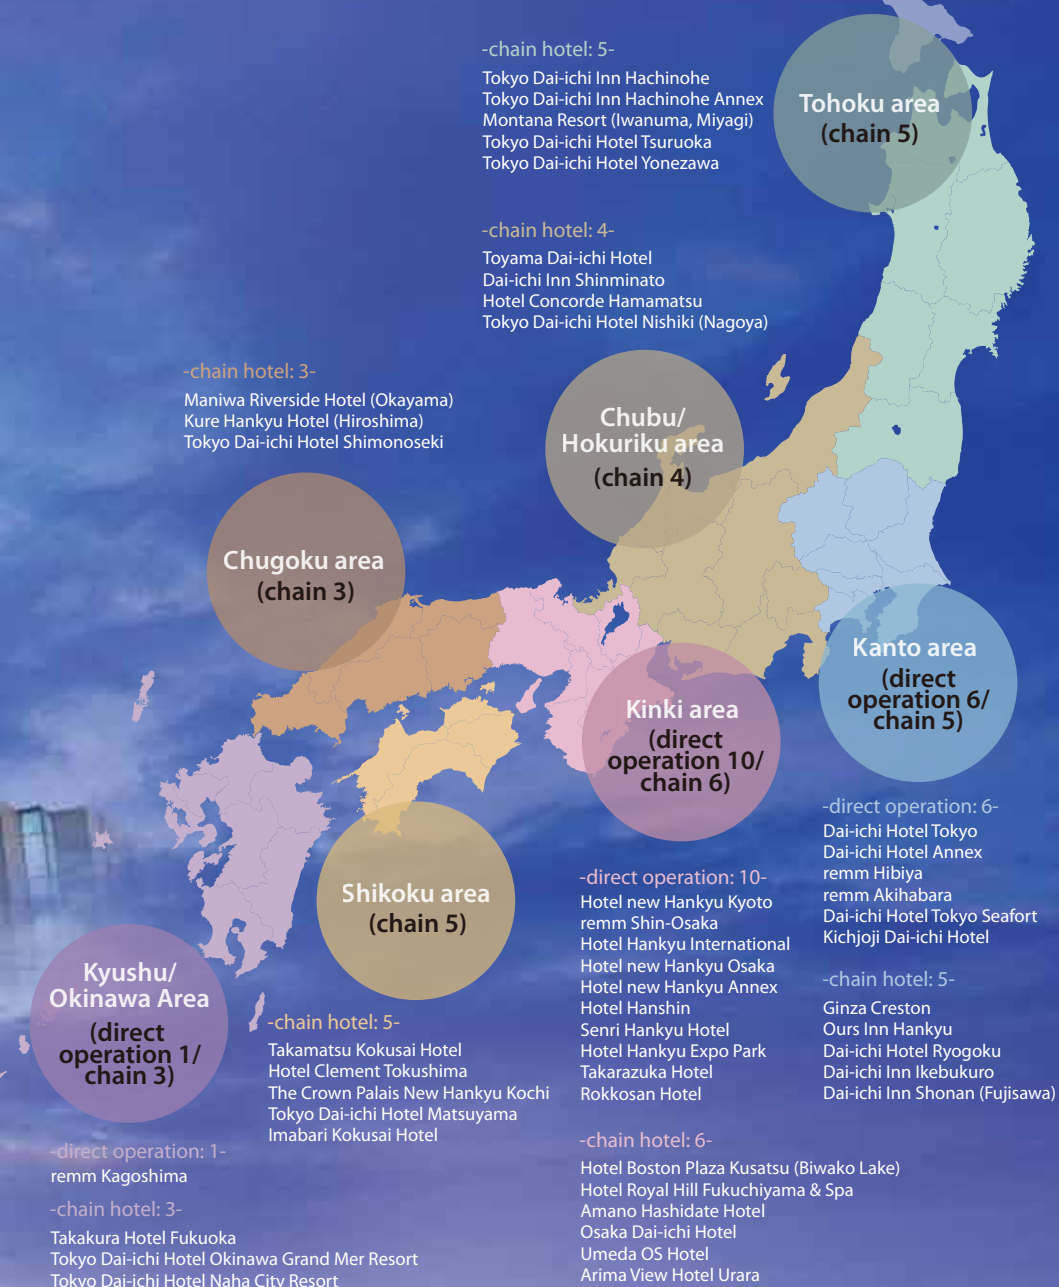 -chain hotel: 5-
Tokyo Dai-ichi Inn Hachinohe
Tokyo Dai-ichi Inn Hachinohe Annex
Montana Resort (Iwanuma, Miyagi)
Tokyo Dai-ichi Hotel Tsuruoka
Tokyo Dai-ichi Hotel Yonezawa
Tohoku area
(chain 5)
-chain hotel: 4-
Toyama Dai-ichi Hotel
Dai-ichi Inn Shinminato
Hotel Concorde Hamamatsu
Tokyo Dai-ichi Hotel Nishiki (Nagoya)
Chubu/
Hokuriku area
(chain 4)
-chain hotel: 3-
Maniwa Riverside Hotel (Okayama)
Kure Hankyu Hotel (Hiroshima)
Tokyo Dai-ichi Hotel Shimonoseki
Chugoku area
(chain 3)
Kanto area
(direct
operation 6/
chain 5)
-direct operation: 6-
Dai-ichi Hotel Tokyo
Dai-ichi Hotel Annex
remm Hibiya
remm Akihabara
Dai-ichi Hotel Tokyo Seafort
Kichjoji Dai-ichi Hotel
-chain hotel: 5-
Ginza Creston
Ours Inn Hankyu
Dai-ichi Hotel Ryogoku
Dai-ichi Inn Ikebukuro
Dai-ichi Inn Shonan (Fujisawa)
Kinki area
(direct
operation 10/
chain 6)
-direct operation: 10-
Hotel new Hankyu Kyoto
remm Shin-Osaka
Hotel Hankyu International
Hotel new Hankyu Osaka
Hotel new Hankyu Annex
Hotel Hanshin
Senri Hankyu Hotel
Hotel Hankyu Expo Park
Takarazuka Hotel
Rokkosan Hotel
-chain hotel: 6-
Hotel Boston Plaza Kusatsu (Biwako Lake)
Hotel Royal Hill Fukuchiyama & Spa
Amano Hashidate Hotel
Osaka Dai-ichi Hotel
Umeda OS Hotel
Arima View Hotel Urara
Shikoku area
(chain 5)
-chain hotel: 5-
Takamatsu Kokusai Hotel
Hotel Clement Tokushima
The Crown Palais New Hankyu Kochi
Tokyo Dai-ichi Hotel Matsuyama
Imabari Kokusai Hotel
Kyushu/
Okinawa Area
(direct
operation 1/
chain 3)
-direct operation: 1-
remm Kagoshima
-chain hotel: 3-
Takakura Hotel Fukuoka
Tokyo Dai-ichi Hotel Okinawa Grand Mer Resort
Tokyo Dai-ichi Hotel Naha City Resort